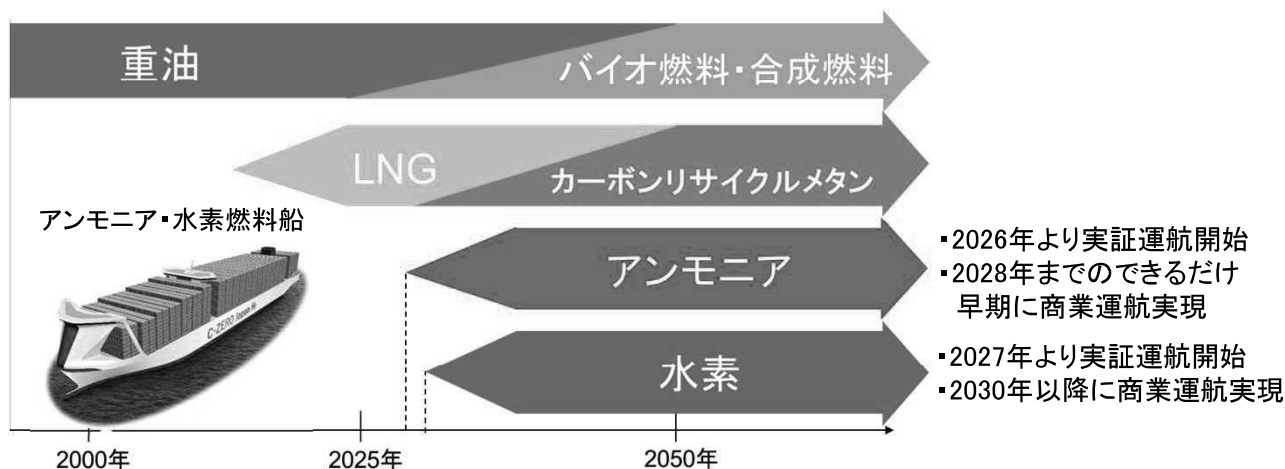 重油
バイオ燃料・合成燃料
LNG
カーボンリサイクルメタン
アンモニア・水素燃料船
C-ZERO Japan
アンモニア
・2026年より実証運航開始
・2028年までのできるだけ
早期に商業運航実現
水素
・2027年より実証運航開始
・2030年以降に商業運航実現
2000年
2025年
2050年